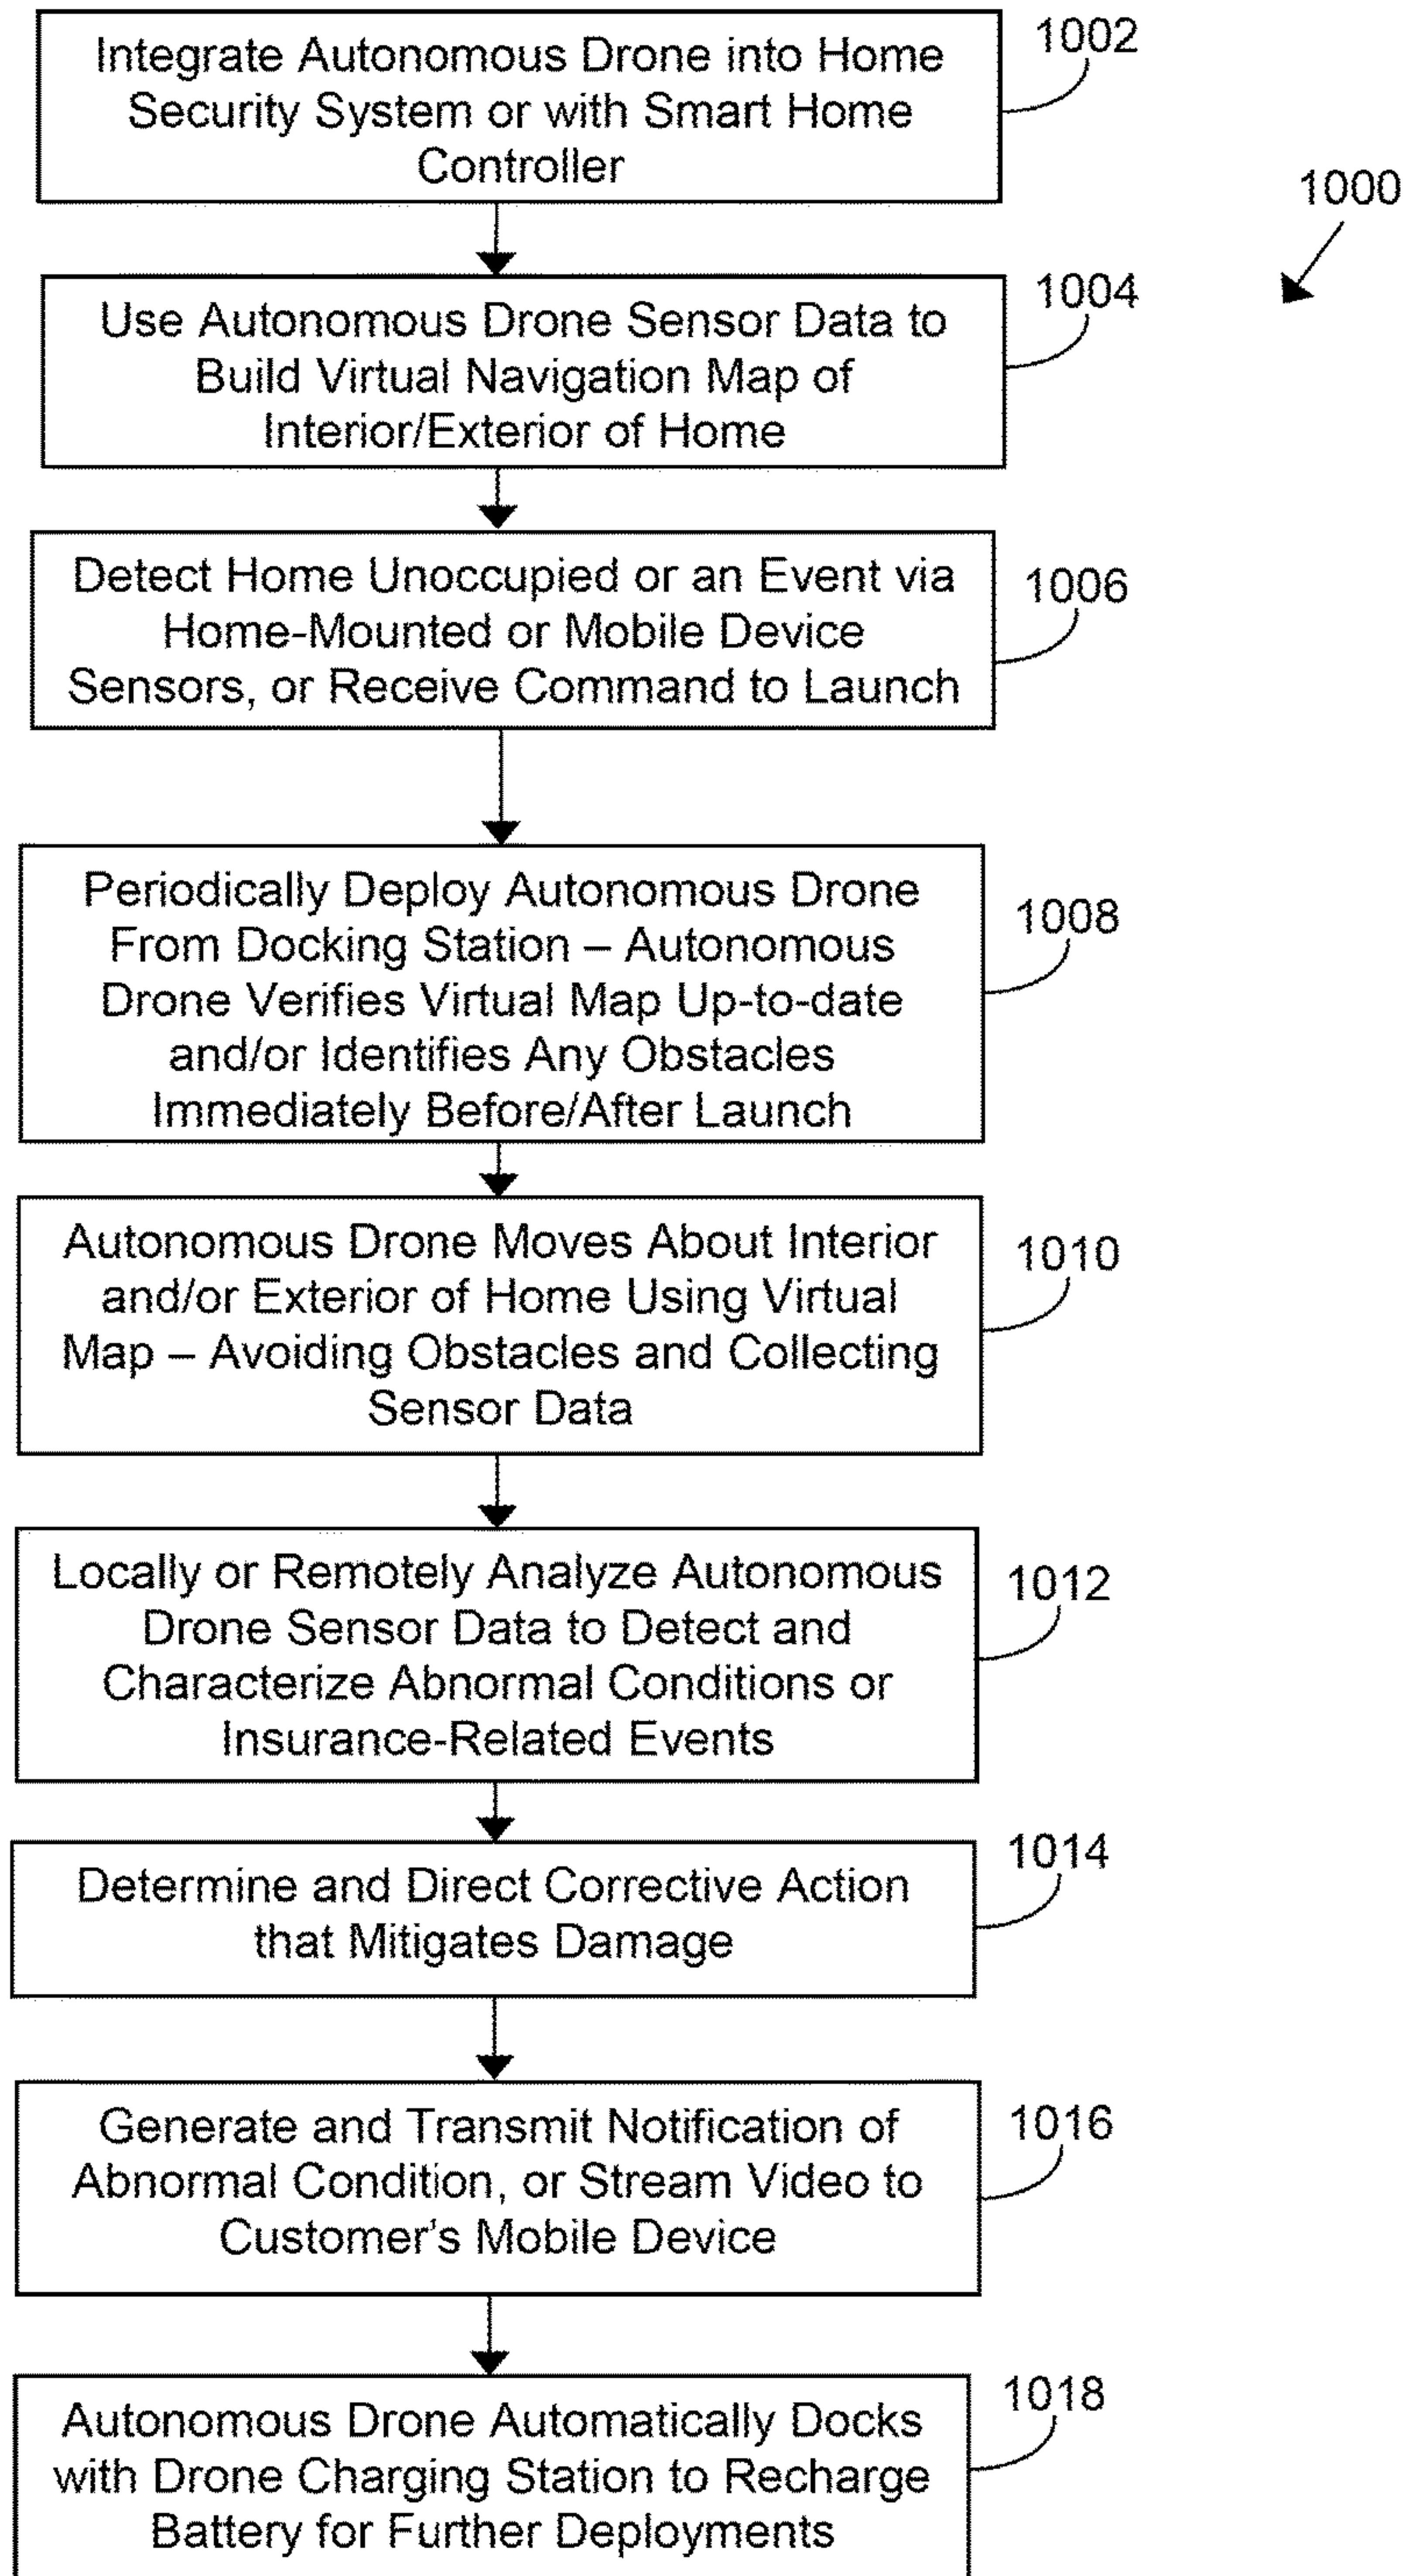 Integrate Autonomous Drone into Home
Security System or with Smart Home
Controller
1002
1000
Use Autonomous Drone Sensor Data to
Build Virtual Navigation Map of
Interior/Exterior of Home
1004
Detect Home Unoccupied or an Event via
Home-Mounted or Mobile Device
Sensors, or Receive Command to Launch
1006
Periodically Deploy Autonomous Drone
From Docking Station – Autonomous
Drone Verifies Virtual Map Up-to-date
and/or Identifies Any Obstacles
Immediately Before/After Launch
1008
Autonomous Drone Moves About Interior
and/or Exterior of Home Using Virtual
Map – Avoiding Obstacles and Collecting
Sensor Data
1010
Locally or Remotely Analyze Autonomous
Drone Sensor Data to Detect and
Characterize Abnormal Conditions or
Insurance-Related Events
1012
Determine and Direct Corrective Action
that Mitigates Damage
1014
Generate and Transmit Notification of
Abnormal Condition, or Stream Video to
Customer's Mobile Device
1016
Autonomous Drone Automatically Docks
with Drone Charging Station to Recharge
Battery for Further Deployments
1018